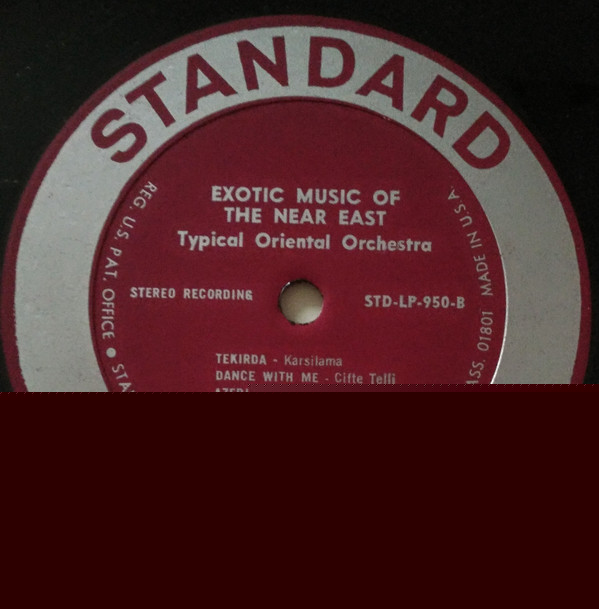 STANDARD
EXOTIC MUSIC OF
THE NEAR EAST
Typical Oriental Orchestra
STEREO RECORDING
STD-LP-950-B
TEKIRDA - Karsilama
DANCE WITH ME - Cifte Telli
REG. U.S. PAT. OFFICE •
01801 MADE IN U.S.A.